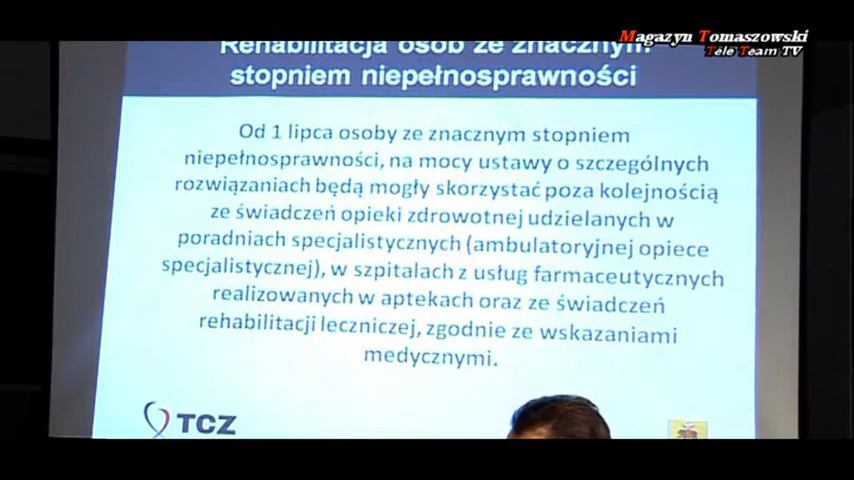 Magazyn Tomaszowski
Tele Team TV
Rehabilitacja osób ze znacznym
stopniem niepełnosprawności
Od 1 lipca osoby ze znacznym stopniem
niepełnosprawności, na mocy ustawy o szczególnych
rozwiązaniach będą mogły skorzystać poza kolejnością
ze świadczeń opieki zdrowotnej udzielanych w
poradniach specjalistycznych (ambulatoryjnej opiece
specjalistycznej), w szpitalach z usług farmaceutycznych
realizowanych w aptekach oraz ze świadczeń
rehabilitacji leczniczej, zgodnie ze wskazaniami
medycznymi.
TCZ